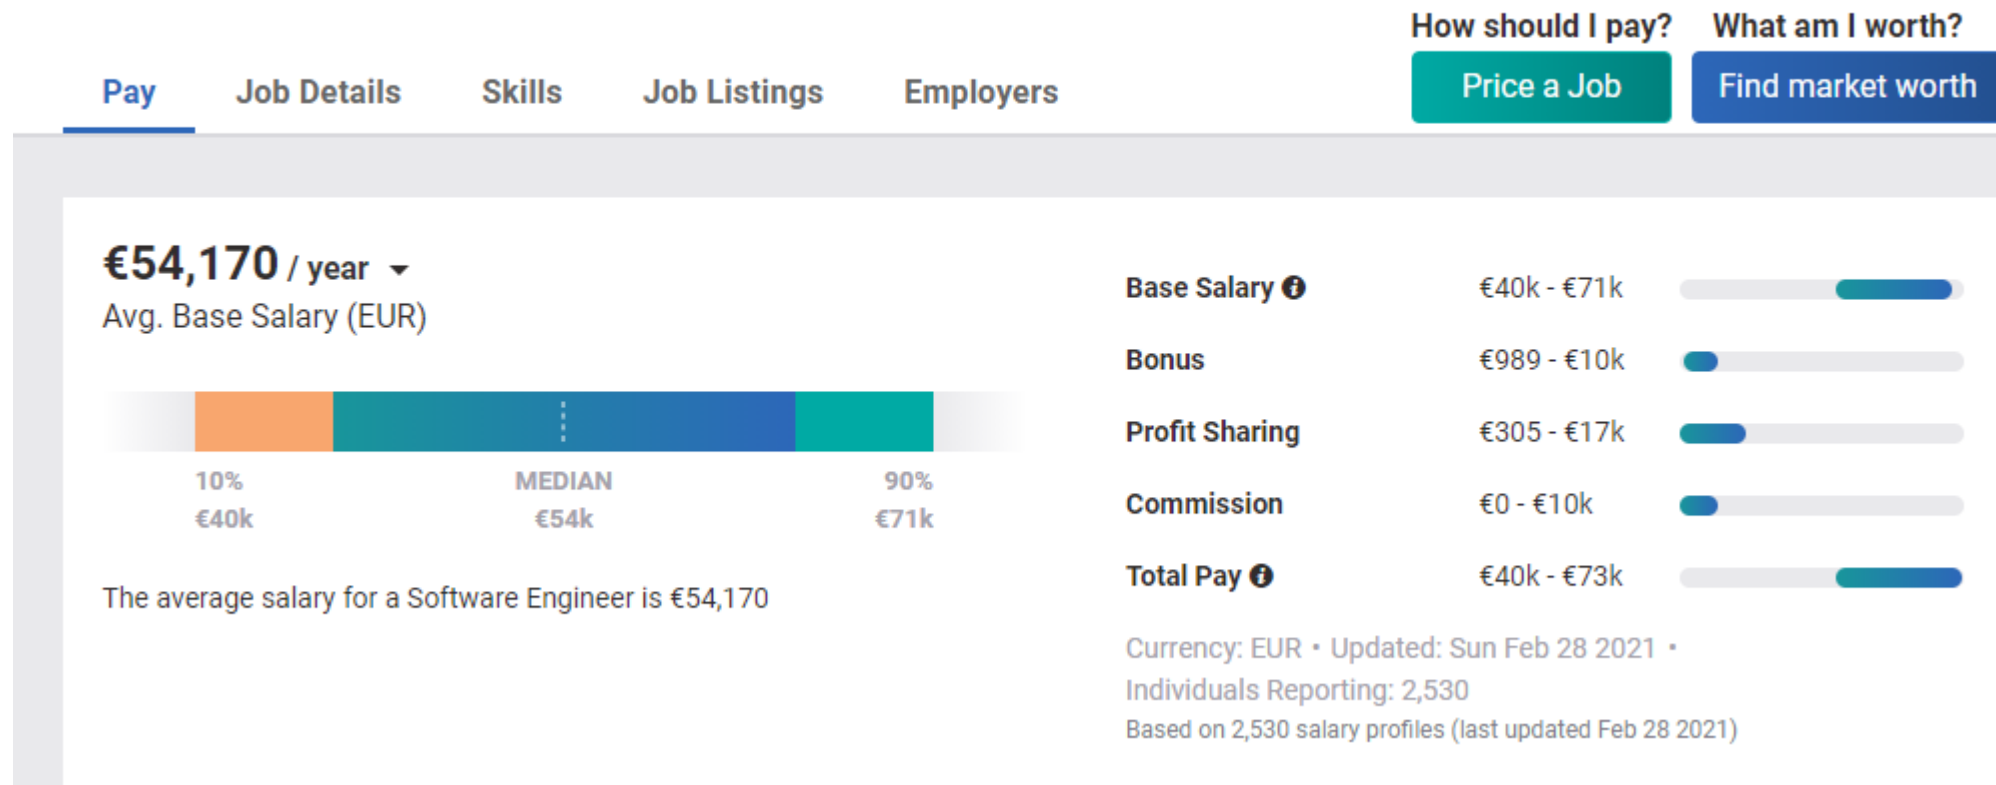 How should I pay? What am I worth?
Pay Job Details Skills Job Listings Employers Price a Job Find market worth
€54,170 / year
Avg. Base Salary (EUR)
10% MEDIAN 90%
€40k €54k €71k
The average salary for a Software Engineer is €54,170
Base Salary €40k - €71k
Bonus €989 - €10k
Profit Sharing €305 - €17k
Commission €0 - €10k
Total Pay €40k - €73k
Currency: EUR • Updated: Sun Feb 28 2021 •
Individuals Reporting: 2,530
Based on 2,530 salary profiles (last updated Feb 28 2021)